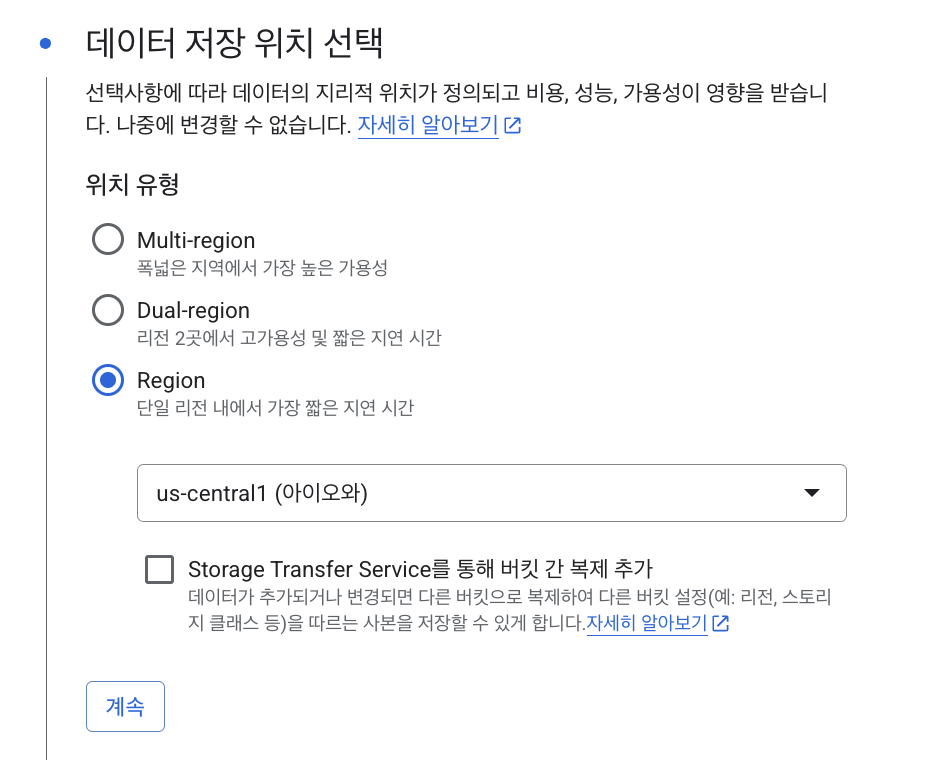 데이터 저장 위치 선택
선택사항에 따라 데이터의 지리적 위치가 정의되고 비용, 성능, 가용성이 영향을 받습니
다. 나중에 변경할 수 없습니다. 자세히 알아보기
위치 유형
Multi-region
폭넓은 지역에서 가장 높은 가용성
Dual-region
리전 2곳에서 고가용성 및 짧은 지연 시간
Region
단일 리전 내에서 가장 짧은 지연 시간
us-central1 (아이오와)
Storage Transfer Service를 통해 버킷 간 복제 추가
데이터가 추가되거나 변경되면 다른 버킷으로 복제하여 다른 버킷 설정(예: 리전, 스토리
지 클래스 등)을 따르는 사본을 저장할 수 있게 합니다.자세히 알아보기
계속